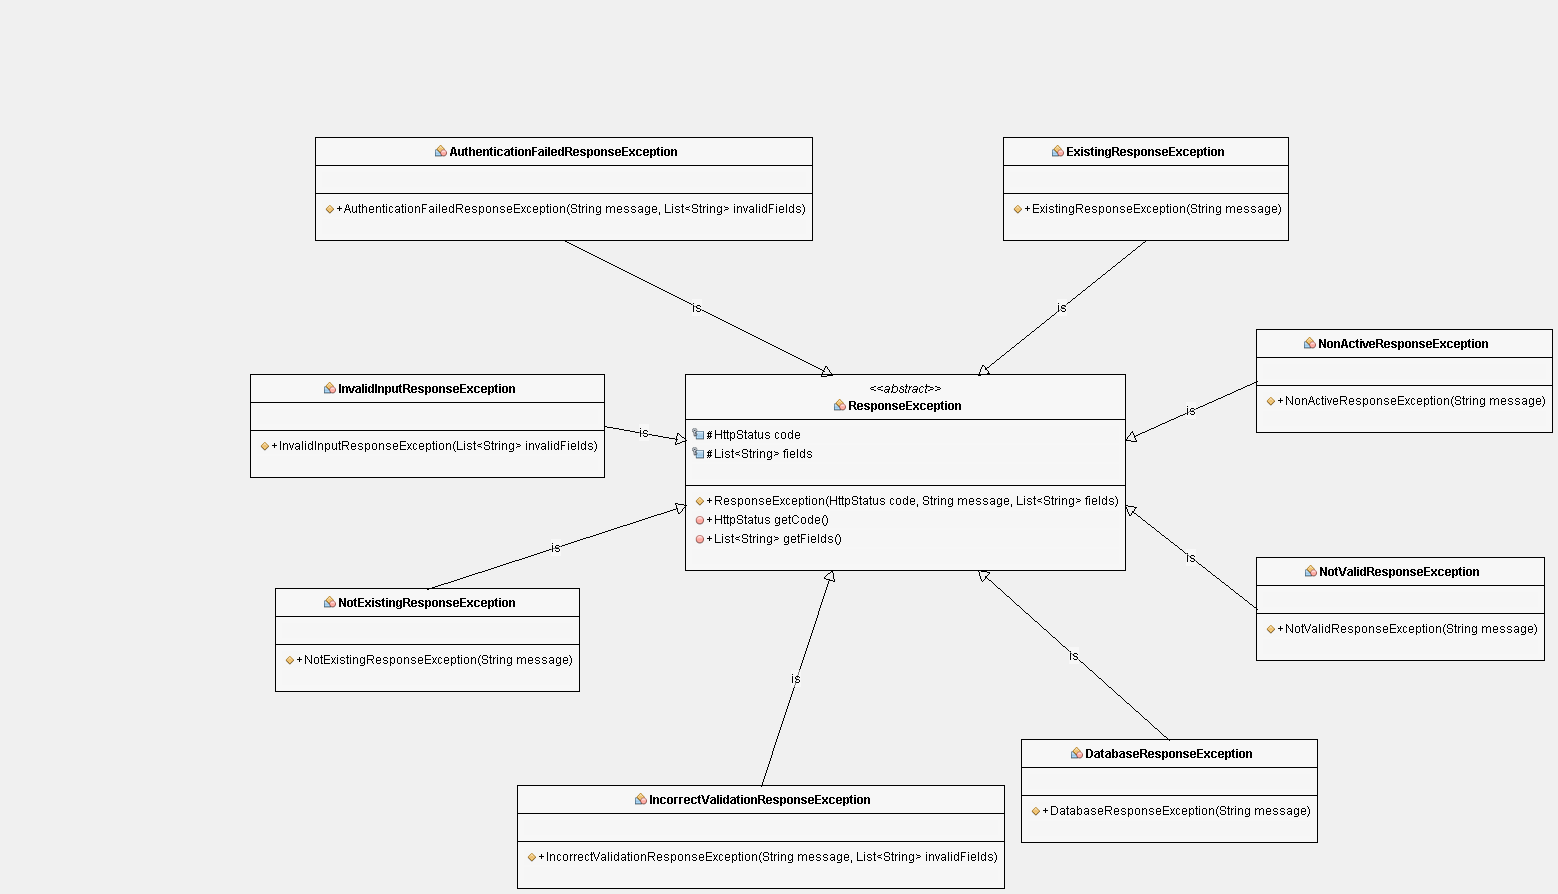 AuthenticationFailedResponseException
+AuthenticationFailedResponseException(String message, List<String> invalidFields)
ExistingResponseException
+ExistingResponseException(String message)
is
is
NonActiveResponseException
+NonActiveResponseException(String message)
is
InvalidInputResponseException
+InvalidInputResponseException(List<String> invalidFields)
is
<<abstract>>
ResponseException
#HttpStatus code
#List<String> fields
+ResponseException(HttpStatus code, String message, List<String> fields)
+HttpStatus getCode()
+List<String> getFields()
is
is
NotExistingResponseException
+NotExistingResponseException(String message)
NotValidResponseException
+NotValidResponseException(String message)
is
is
DatabaseResponseException
+DatabaseResponseException(String message)
IncorrectValidationResponseException
+IncorrectValidationResponseException(String message, List<String> invalidFields)